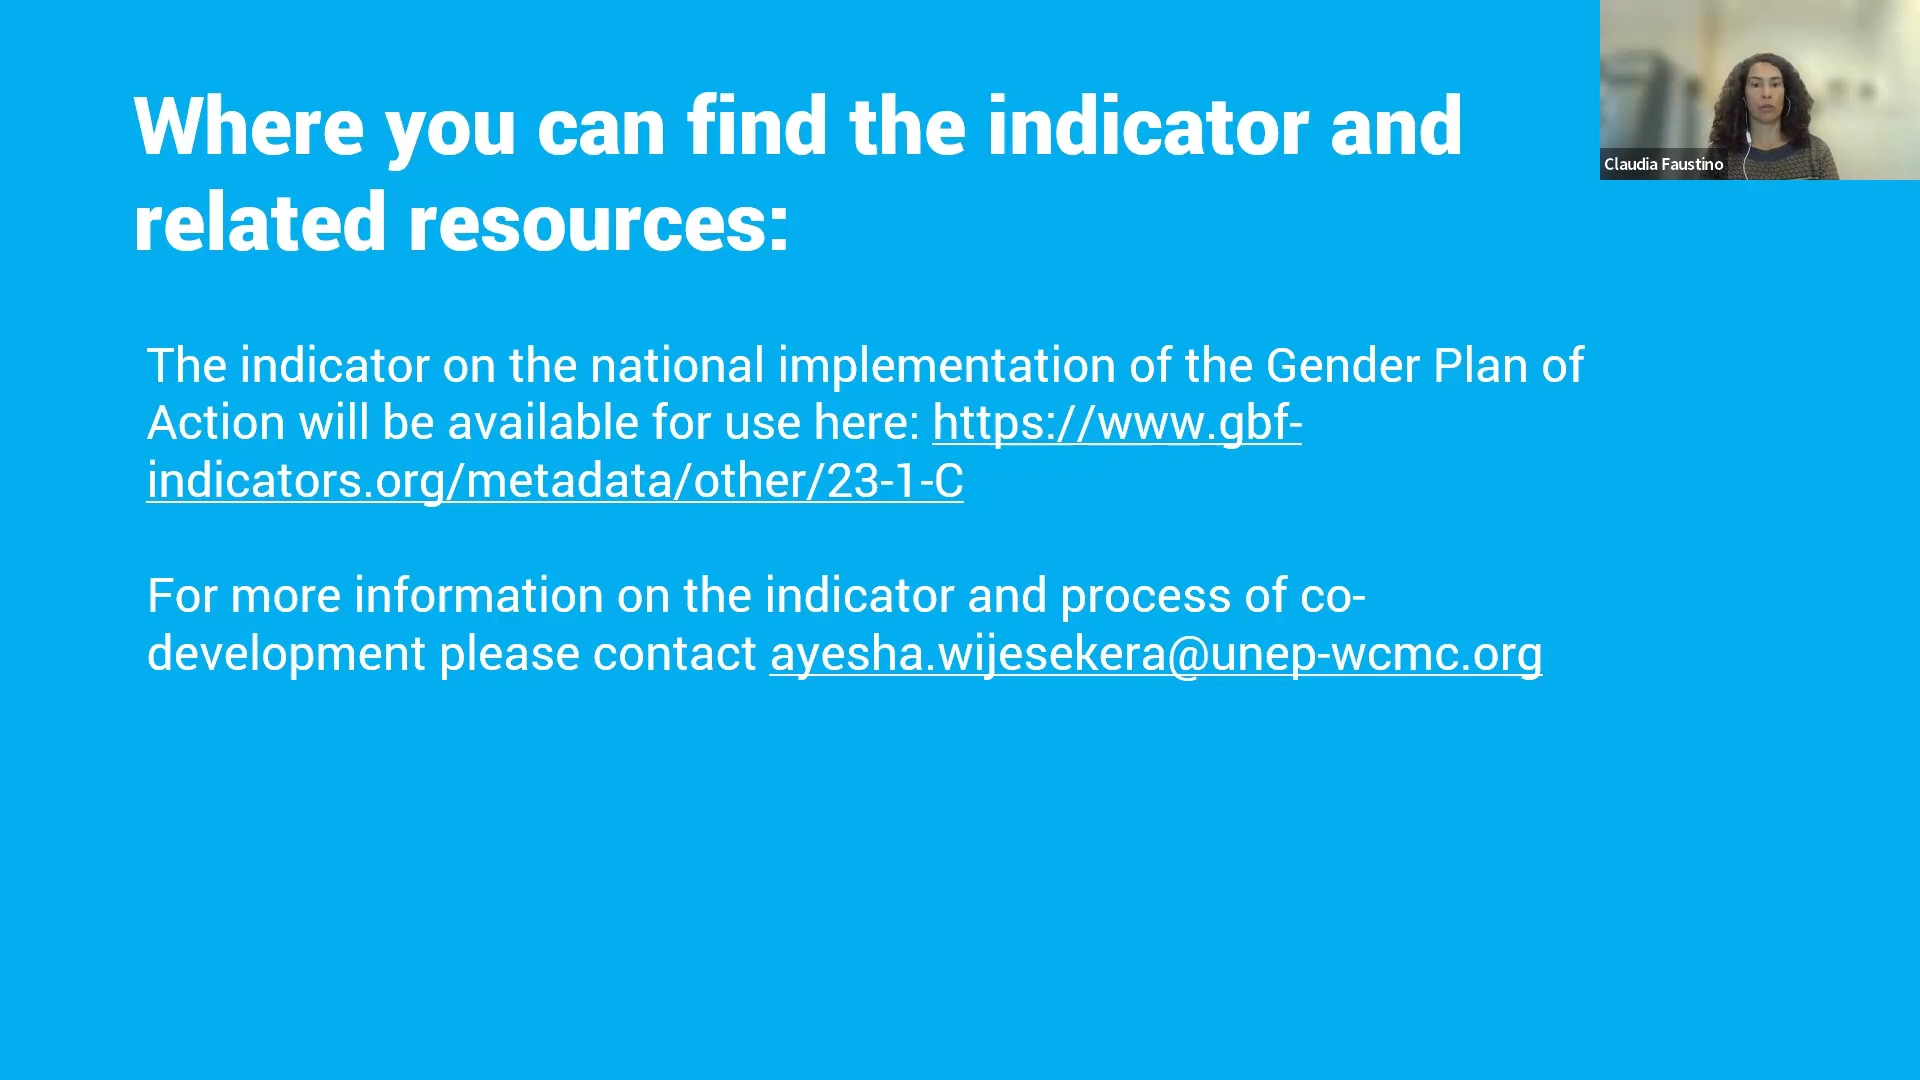 Where you can find the indicator and
related resources:
Claudia Faustino
The indicator on the national implementation of the Gender Plan of
Action will be available for use here: https://www.gbf-
indicators.org/metadata/other/23-1-C
For more information on the indicator and process of co-
development please contact ayesha.wijesekera@unep-wcmc.org